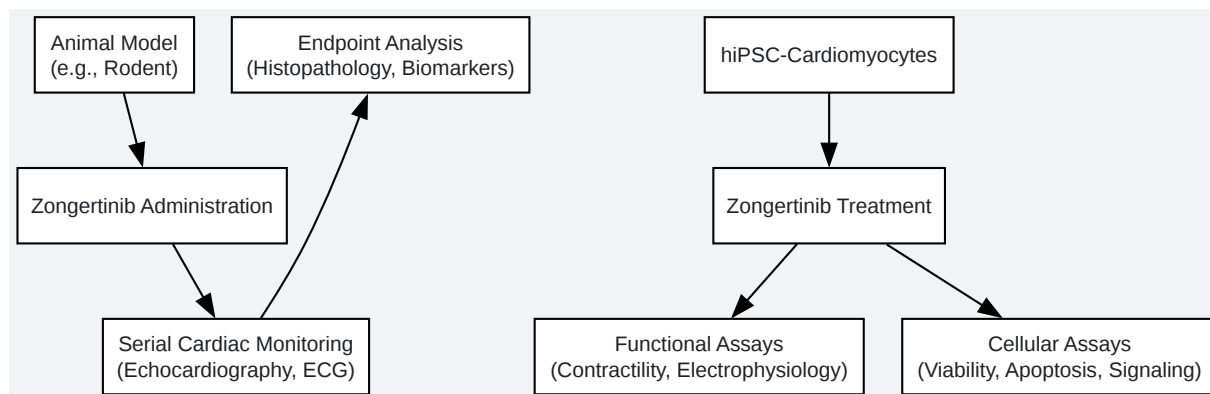 Animal Model
(e.g., Rodent)
Endpoint Analysis
(Histopathology, Biomarkers)
hiPSC-Cardiomyocytes
Zongertinib Administration
Zongertinib Treatment
Serial Cardiac Monitoring
(Echocardiography, ECG)
Functional Assays
(Contractility, Electrophysiology)
Cellular Assays
(Viability, Apoptosis, Signaling)